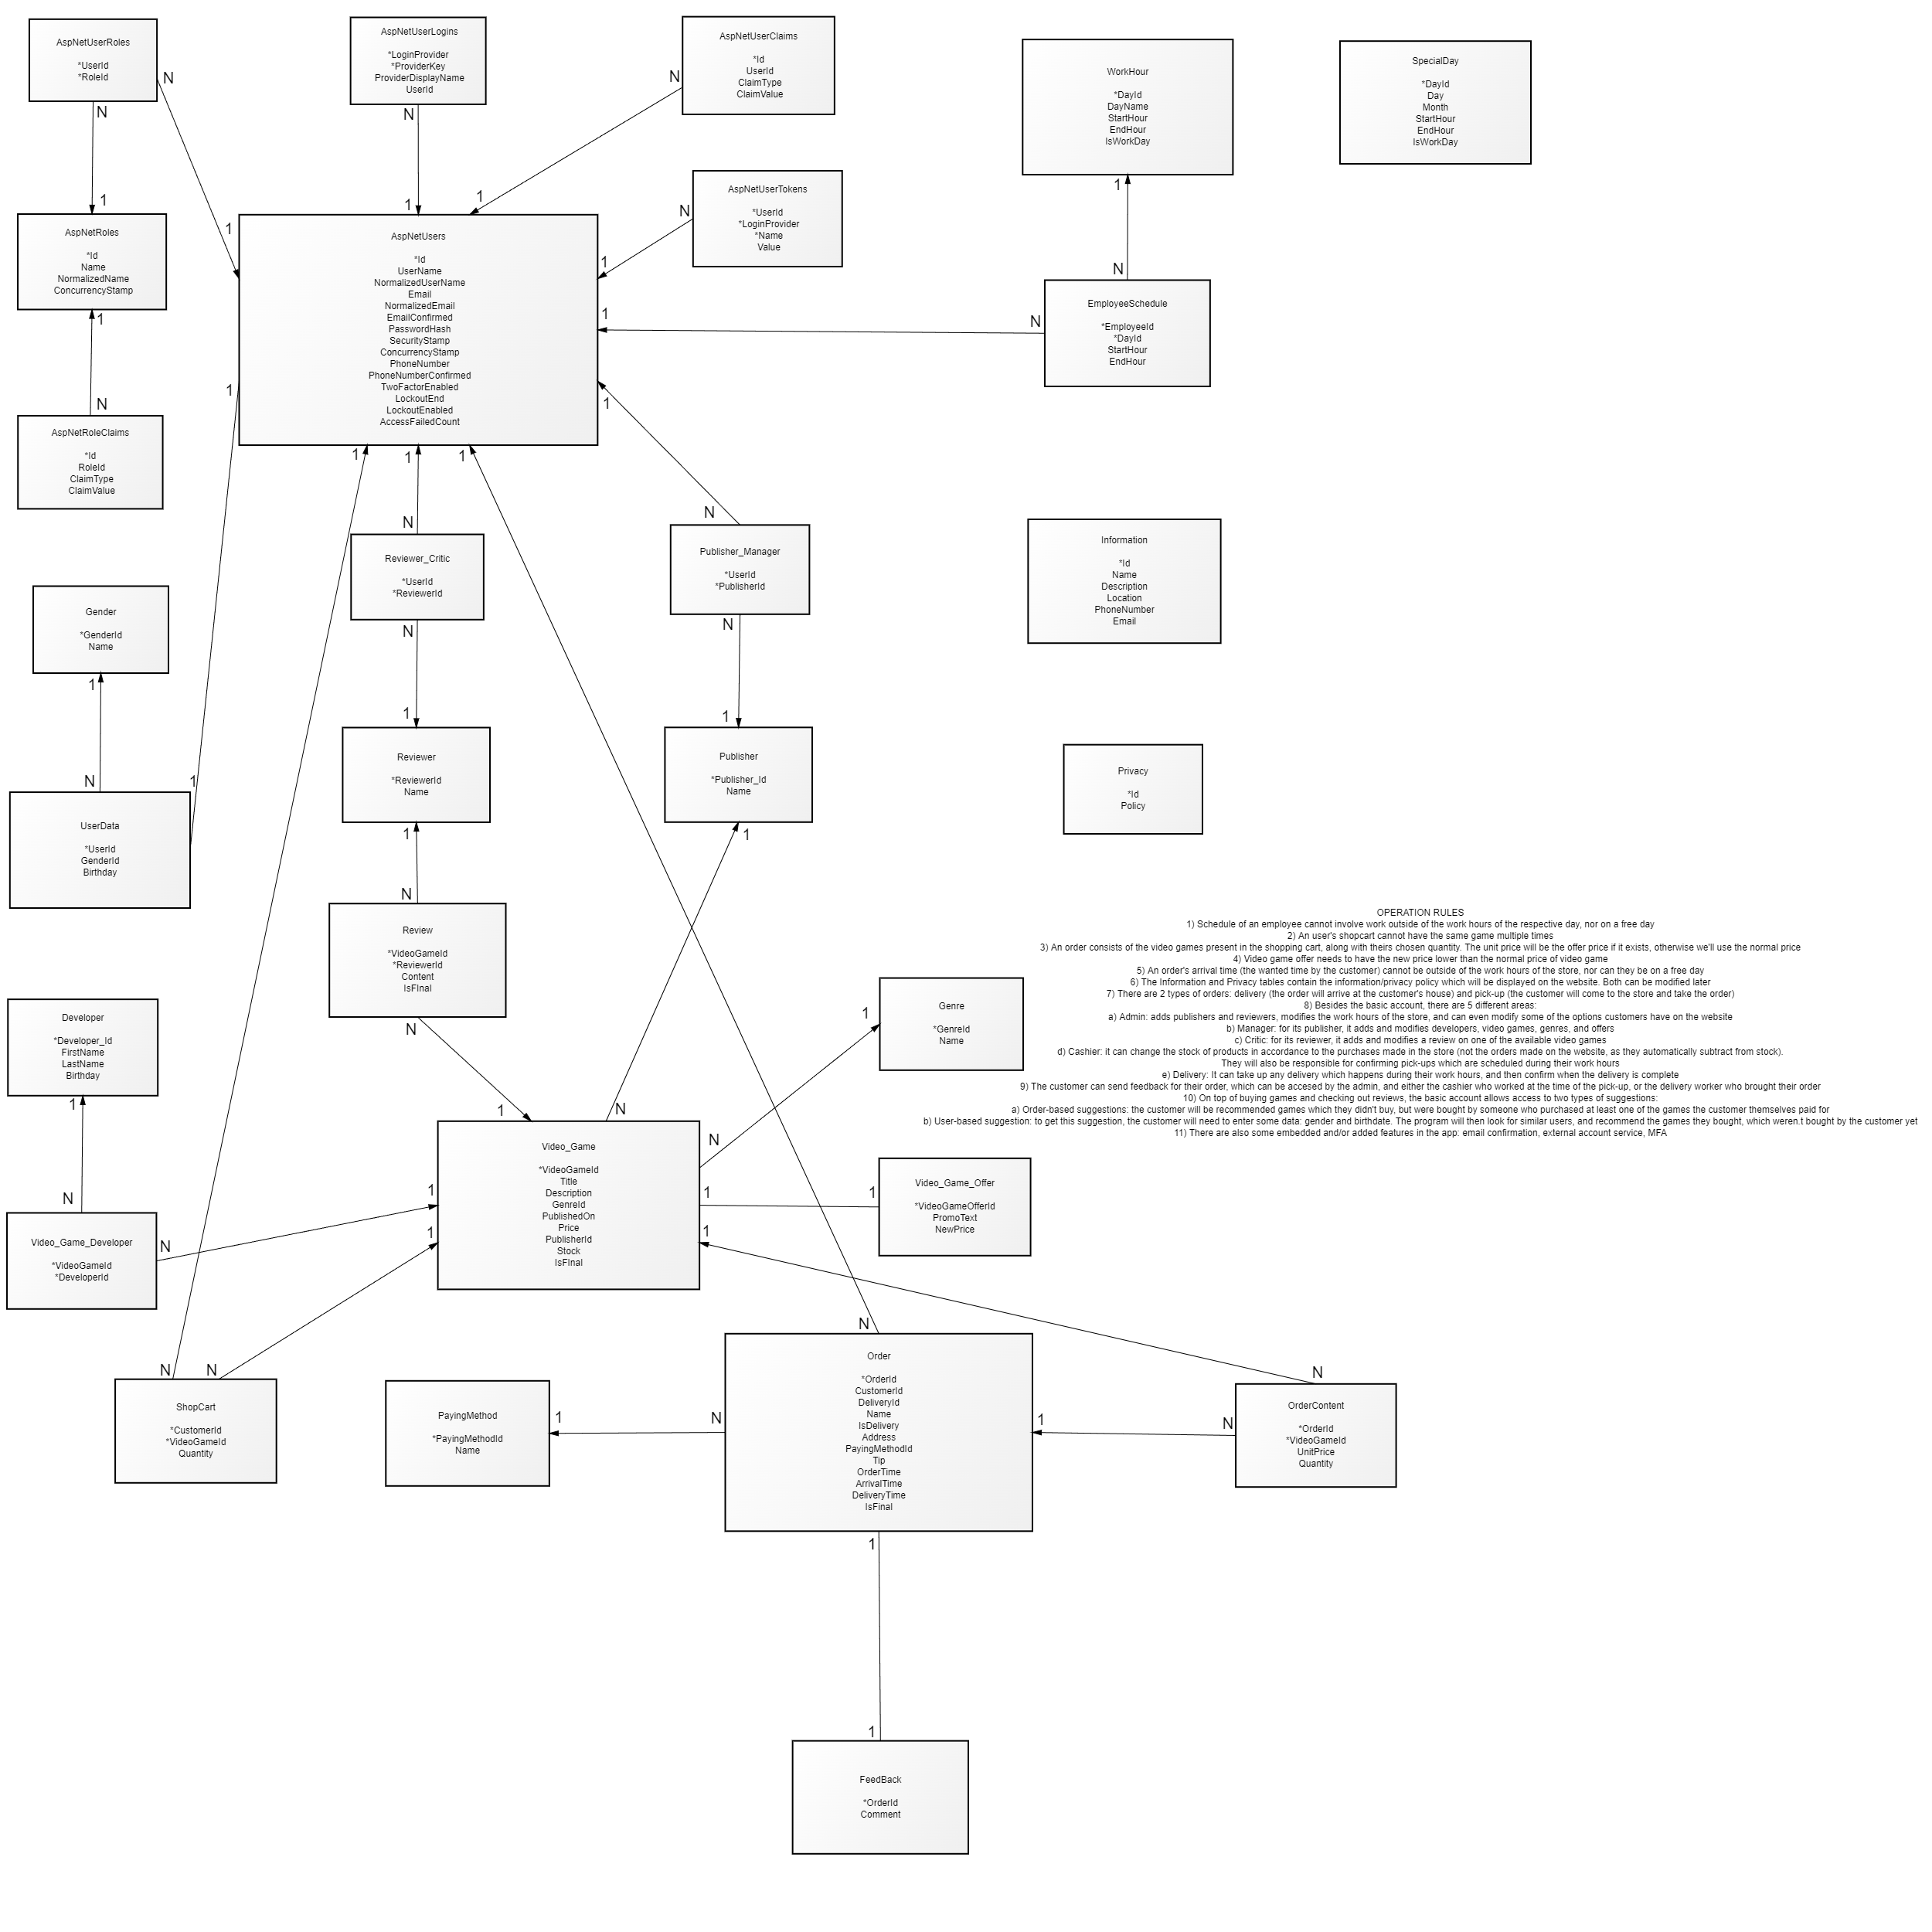 AspNetUserRoles
*UserId
*RoleId
N
N
1
1
AspNetUserLogins
*LoginProvider
*ProviderKey
ProviderDisplayName
UserId
N
1
AspNetUserClaims
*Id
UserId
ClaimType
ClaimValue
N
1
WorkHour
*DayId
DayName
StartHour
EndHour
IsWorkDay
1
N
SpecialDay
*DayId
Day
Month
StartHour
EndHour
IsWorkDay
AspNetUserTokens
*UserId
*LoginProvider
*Name
Value
N
1
AspNetRoles
*Id
Name
NormalizedName
ConcurrencyStamp
1
N
AspNetUsers
*Id
UserName
NormalizedUserName
Email
NormalizedEmail
EmailConfirmed
PasswordHash
SecurityStamp
ConcurrencyStamp
PhoneNumber
PhoneNumberConfirmed
TwoFactorEnabled
LockoutEnd
LockoutEnabled
AccessFailedCount
1
N
1
1
1
1
1
EmployeeSchedule
*EmployeeId
*DayId
StartHour
EndHour
AspNetRoleClaims
*Id
RoleId
ClaimType
ClaimValue
N
Reviewer_Critic
*UserId
*ReviewerId
N
1
N
Publisher_Manager
*UserId
*PublisherId
N
1
Information
*Id
Name
Description
Location
PhoneNumber
Email
Gender
*GenderId
Name
1
N
1
UserData
*UserId
GenderId
Birthday
Reviewer
*ReviewerId
Name
1
N
Publisher
*Publisher_Id
Name
1
Privacy
*Id
Policy
Review
*VideoGameId
*ReviewerId
Content
IsFInal
N
1
N
OPERATION RULES
1) Schedule of an employee cannot involve work outside of the work hours of the respective day, nor on a free day
2) An user's shopcart cannot have the same game multiple times
3) An order consists of the video games present in the shopping cart, along with theirs chosen quantity. The unit price will be the offer price if it exists, otherwise we'll use the normal price
4) Video game offer needs to have the new price lower than the normal price of video game
5) An order's arrival time (the wanted time by the customer) cannot be outside of the work hours of the store, nor can they be on a free day
6) The Information and Privacy tables contain the information/privacy policy which will be displayed on the website. Both can be modified later
7) There are 2 types of orders: delivery (the order will arrive at the customer's house) and pick-up (the customer will come to the store and take the order)
8) Besides the basic account, there are 5 different areas:
a) Admin: adds publishers and reviewers, modifies the work hours of the store, and can even modify some of the options customers have on the website
b) Manager: for its publisher, it adds and modifies developers, video games, genres, and offers
c) Critic: for its reviewer, it adds and modifies a review on one of the available video games
d) Cashier: it can change the stock of products in accordance to the purchases made in the store (not the orders made on the website, as they automatically subtract from stock).
They will also be responsible for confirming pick-ups which are scheduled during their work hours
e) Delivery: It can take up any delivery which happens during their work hours, and then confirm when the delivery is complete
9) The customer can send feedback for their order, which can be accesed by the admin, and either the cashier who worked at the time of the pick-up, or the delivery worker who brought their order
10) On top of buying games and checking out reviews, the basic account allows access to two types of suggestions:
a) Order-based suggestions: the customer will be recommended games which they didn't buy, but were bought by someone who purchased at least one of the games the customer themselves paid for
b) User-based suggestion: to get this suggestion, the customer will need to enter some data: gender and birthdate. The program will then look for similar users, and recommend the games they bought, which weren.t bought by the customer yet
11) There are also some embedded and/or added features in the app: email confirmation, external account service, MFA
Developer
*Developer_Id
FirstName
LastName
Birthday
1
N
Genre
*GenreId
Name
1
N
Video_Game
*VideoGameId
Title
Description
GenreId
PublishedOn
Price
PublisherId
Stock
IsFInal
1
1
1
1
Video_Game_Offer
*VideoGameOfferId
PromoText
NewPrice
1
Video_Game_Developer
*VideoGameId
*DeveloperId
N
N
N
ShopCart
*CustomerId
*VideoGameId
Quantity
PayingMethod
*PayingMethodId
Name
1
N
N
Order
*OrderId
CustomerId
DeliveryId
Name
IsDelivery
Address
PayingMethodId
Tip
OrderTime
ArrivalTime
DeliveryTime
IsFinal
1
N
N
OrderContent
*OrderId
*VideoGameId
UnitPrice
Quantity
1
1
FeedBack
*OrderId
Comment